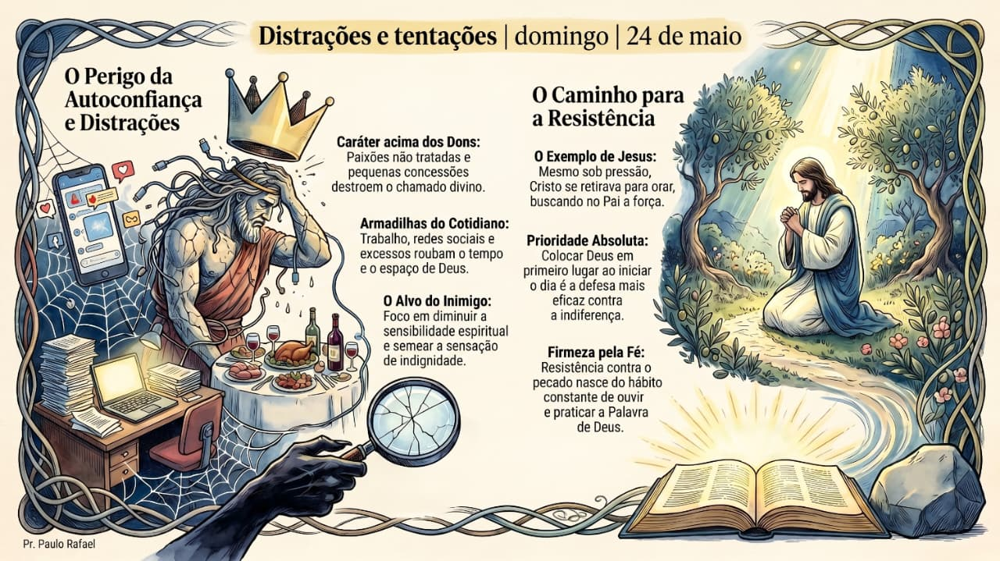 Distrações e tentações | domingo | 24 de maio
O Perigo da
Autoconfiança
e Distrações
Caráter acima dos Dons:
Paixões não tratadas e
pequenas concessões
destroem o chamado divino.
Armadilhas do Cotidiano:
Trabalho, redes sociais e
excessos roubam o tempo
e o espaço de Deus.
O Alvo do Inimigo:
Foco em diminuir a
sensibilidade espiritual
e semear a sensação
de indignidade.
O Caminho para
a Resistência
O Exemplo de Jesus:
Mesmo sob pressão,
Cristo se retirava para orar,
buscando no Pai a força.
Prioridade Absoluta:
Colocar Deus em
primeiro lugar ao iniciar
o dia é a defesa mais
eficaz contra
a indiferença.
Firmeza pela Fé:
Resistência contra o
pecado nasce do hábito
constante de ouvir
e praticar a Palavra
de Deus.
Pr. Paulo Rafael